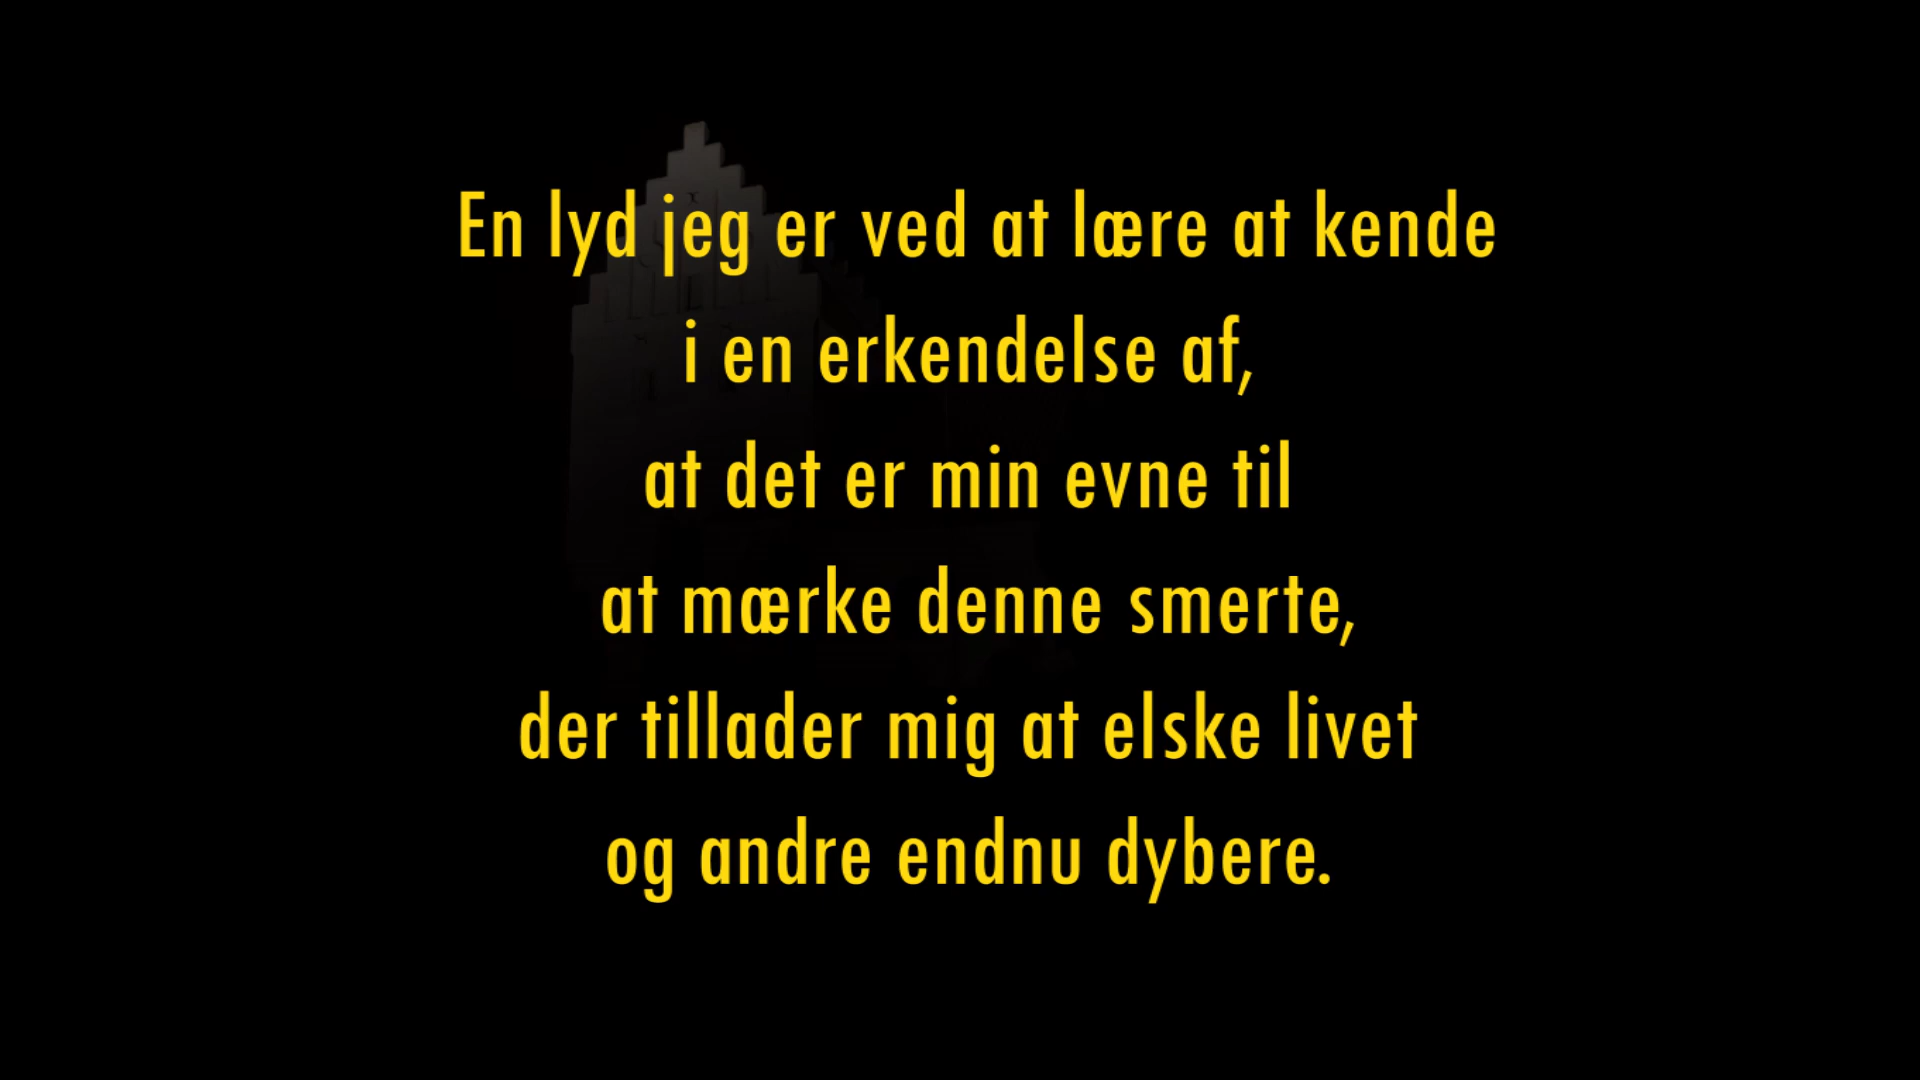 En lyd jeg er ved at lære at kende
i en erkendelse af,
at det er min evne til
at mærke denne smerte,
der tillader mig at elske livet
og andre endnu dybere.